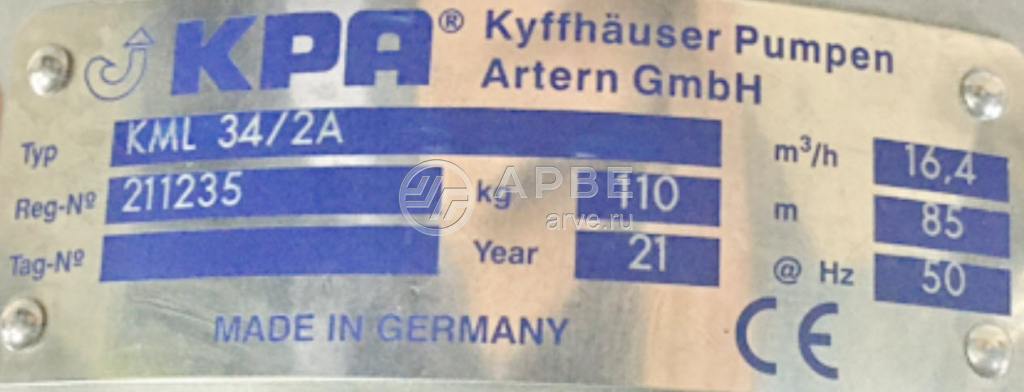 KPA® Kyffhäuser Pumpen
Artern GmbH
Typ KML 34/2A m³/h 16,4
Reg-Nº 211235 kg 110 m 85
Tag-Nº Year 21 @ Hz 50
MADE IN GERMANY CE
АРВЕ
arve.ru